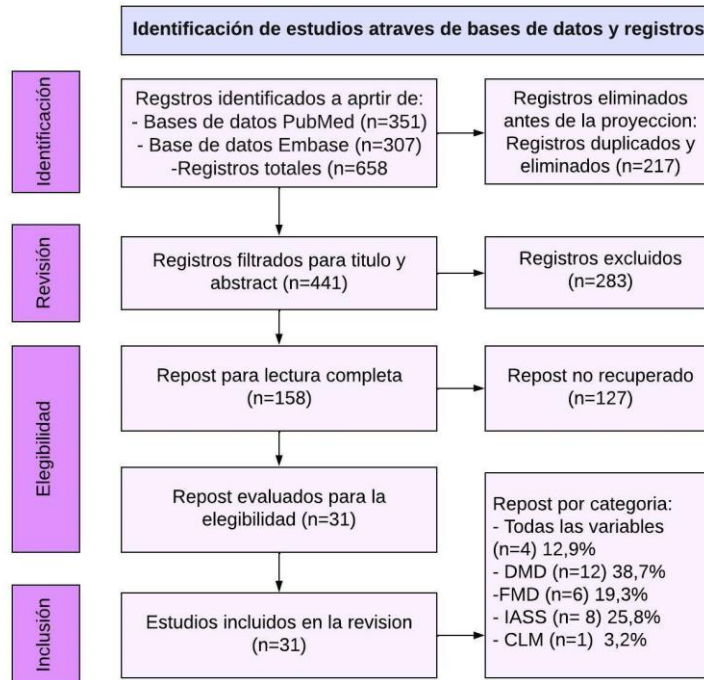 Identificación de estudios atraves de bases de datos y registros
Identificación
Regstros identificados a aprtir de:
- Bases de datos PubMed (n=351)
- Base de datos Embase (n=307)
-Registros totales (n=658
Registros eliminados
antes de la proyeccion:
Registros duplicados y
eliminados (n=217)
Revisión
Registros filtrados para titulo y
abstract (n=441)
Registros excluidos
(n=283)
Elegibilidad
Repost para lectura completa
(n=158)
Repost no recuperado
(n=127)
Repost evaluados para la
elegibilidad (n=31)
Repost por categoria:
- Todas las variables
(n=4) 12,9%
- DMD (n=12) 38,7%
-FMD (n=6) 19,3%
- IASS (n= 8) 25,8%
- CLM (n=1) 3,2%
Inclusión
Estudios incluidos en la revision
(n=31)